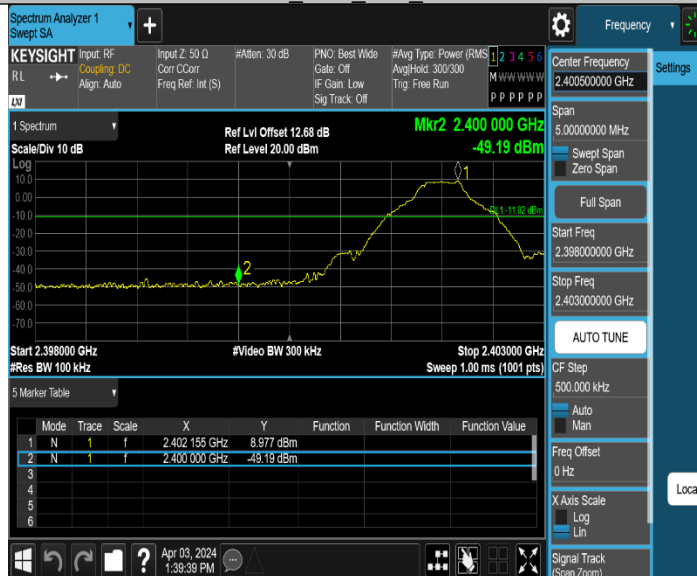 Spectrum Analyzer 1
Swept SA
Frequency
Settings
KEYSIGHT
RL
LXI
Input: RF
Coupling: DC
Align: Auto
Input Z: 50 Ω
Corr CCorr
Freq Ref: Int (S)
#Atten: 30 dB
PNO: Best Wide
Gate: Off
IF Gain: Low
Sig Track: Off
#Avg Type: Power (RMS
Avg|Hold: 300/300
Trig: Free Run
1 2 3 4 5 6
M W W W W W
P P P P P P
1 Spectrum
Scale/Div 10 dB
Ref Lvl Offset 12.68 dB
Ref Level 20.00 dBm
Mkr2 2.400 000 GHz
-49.19 dBm
Log
10.0
0.00
-10.0
-20.0
-30.0
-40.0
-50.0
-60.0
-70.0
1
DL1 -11.02 dBm
2
Start 2.398000 GHz
#Video BW 300 kHz
Stop 2.403000 GHz
#Res BW 100 kHz
Sweep 1.00 ms (1001 pts)
5 Marker Table
Mode Trace Scale X Y Function Function Width Function Value
1 N 1 f 2.402 155 GHz 8.977 dBm
2 N 1 f 2.400 000 GHz -49.19 dBm
3
4
5
6
Apr 03, 2024
1:39:39 PM
Center Frequency
2.400500000 GHz
Span
5.00000000 MHz
Swept Span
Zero Span
Full Span
Start Freq
2.398000000 GHz
Stop Freq
2.403000000 GHz
AUTO TUNE
CF Step
500.000 kHz
Auto
Man
Freq Offset
0 Hz
X Axis Scale
Log
Lin
Signal Track
(Span Zoom)
Loca